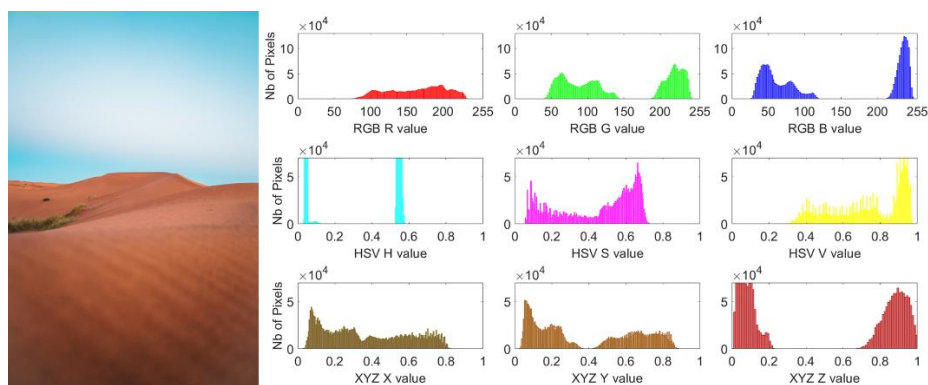 ×10⁴
×10⁴
×10⁴
Nb of Pixels
10
5
0
0 50 100 150 200 255
RGB R value
10
5
0
0 50 100 150 200 255
RGB G value
10
5
0
0 50 100 150 200 255
RGB B value
×10⁴
×10⁴
×10⁴
Nb of Pixels
5
0
0 0.2 0.4 0.6 0.8 1
HSV H value
5
0
0 0.2 0.4 0.6 0.8 1
HSV S value
5
0
0 0.2 0.4 0.6 0.8 1
HSV V value
×10⁴
×10⁴
×10⁴
Nb of Pixels
5
0
0 0.2 0.4 0.6 0.8 1
XYZ X value
5
0
0 0.2 0.4 0.6 0.8 1
XYZ Y value
5
0
0 0.2 0.4 0.6 0.8 1
XYZ Z value